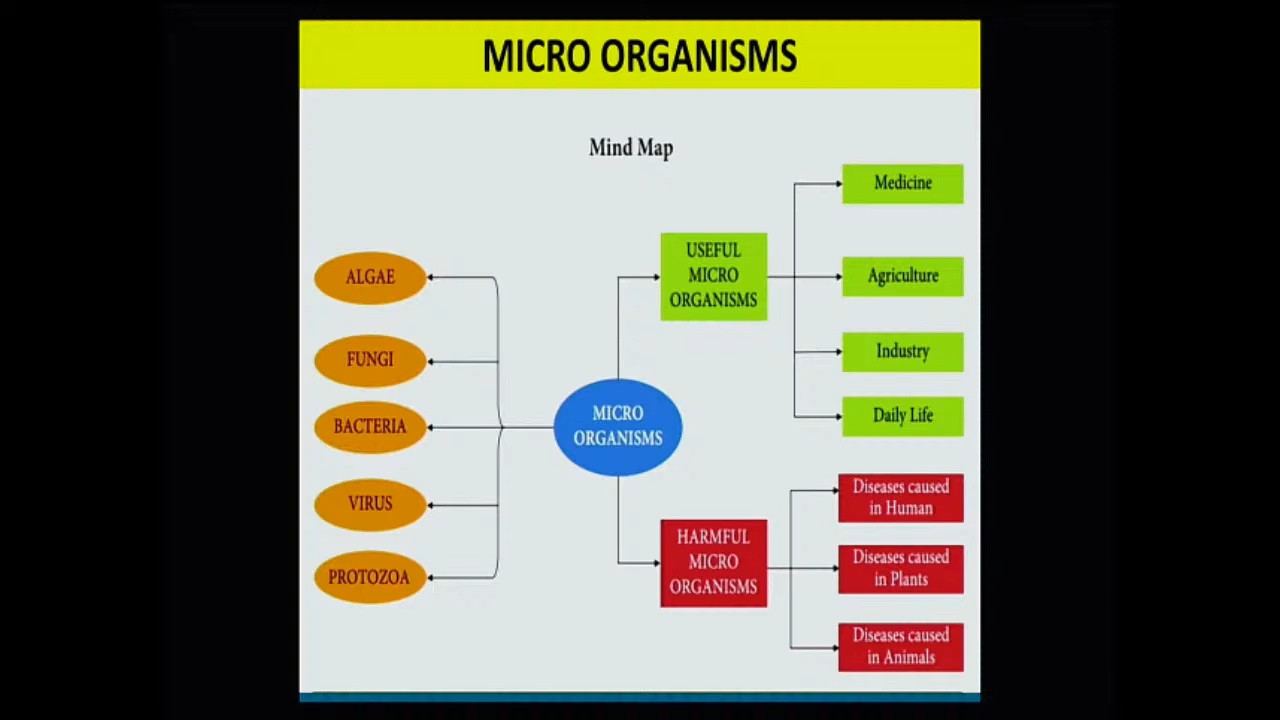 MICRO ORGANISMS
Mind Map
ALGAE
FUNGI
BACTERIA
VIRUS
PROTOZOA
MICRO
ORGANISMS
USEFUL
MICRO
ORGANISMS
Medicine
Agriculture
Industry
Daily Life
HARMFUL
MICRO
ORGANISMS
Diseases caused
in Human
Diseases caused
in Plants
Diseases caused
in Animals